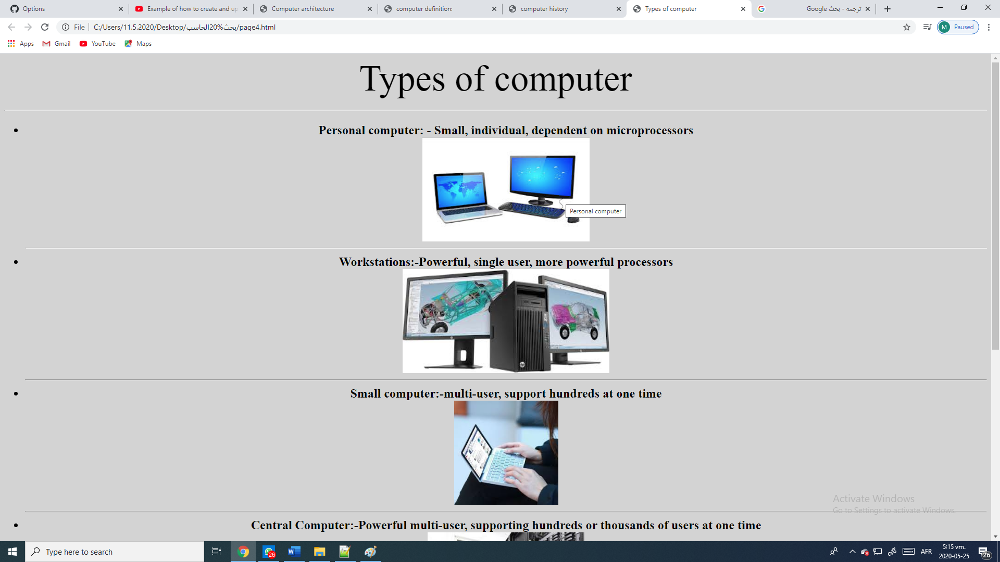 Options
Example of how to create and up
Computer architecture
computer definition:
computer history
Types of computer
ترجمه - بحث Google
File
C:/Users/11.5.2020/Desktop/بحث%20الحاسب/page4.html
M Paused
Apps
Gmail
YouTube
Maps
Types of computer
Personal computer: - Small, individual, dependent on microprocessors
Personal computer
Workstations:-Powerful, single user, more powerful processors
Small computer:-multi-user, support hundreds at one time
Activate Windows
Go to Settings to activate Windows.
Central Computer:-Powerful multi-user, supporting hundreds or thousands of users at one time
Type here to search
26
AFR
5:15 vm.
2020-05-25
26